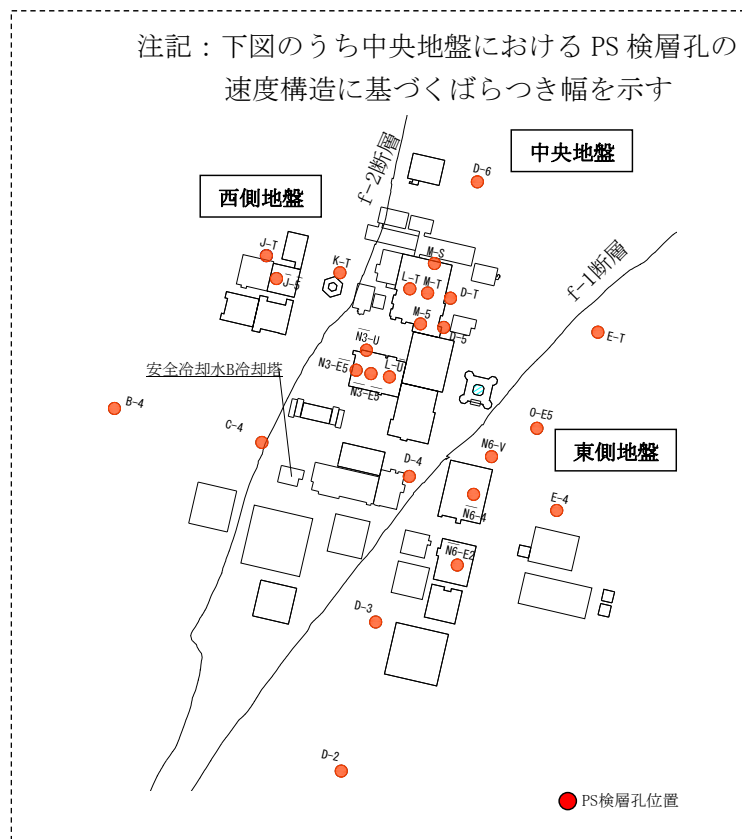 注記：下図のうち中央地盤における PS 検層孔の
速度構造に基づくばらつき幅を示す
中央地盤
D-6
f-2断層
西側地盤
f-1断層
J-T
J-5
K-T
M-S
L-T
M-T
D-T
M-5
D-5
E-T
N3-U
N3-E5
L-U
N3-E5
安全冷却水B冷却塔
B-4
C-4
O-E5
N6-V
東側地盤
D-4
N6-4
E-4
N6-E2
D-3
D-2
PS検層孔位置